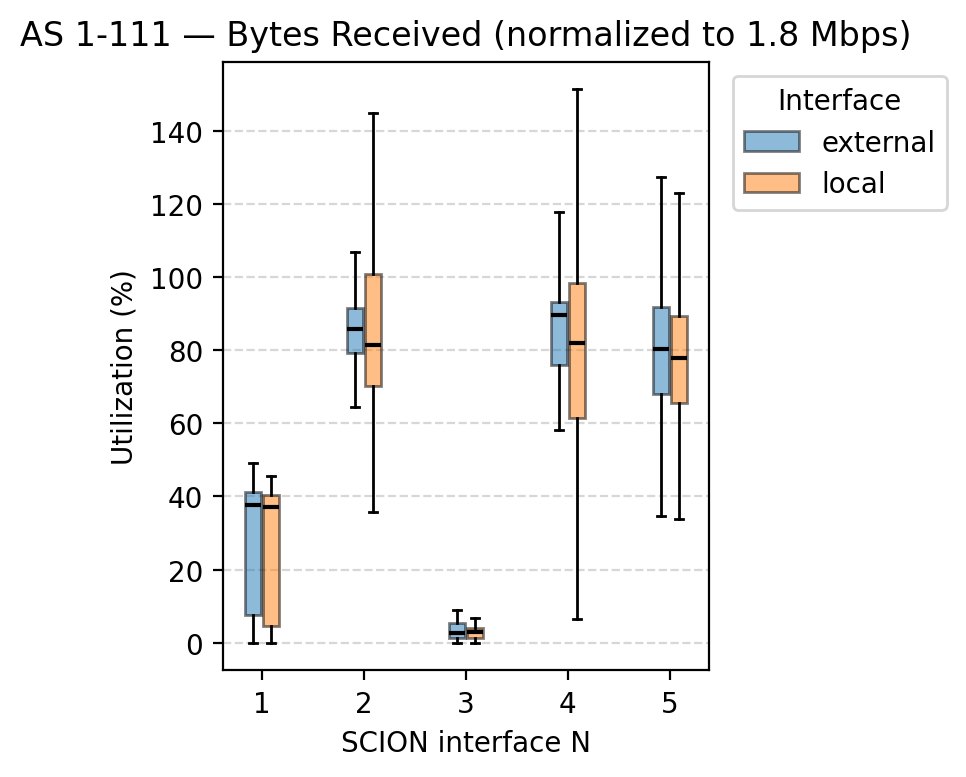 AS 1-111 — Bytes Received (normalized to 1.8 Mbps)
Interface
external
local
Utilization (%)
140
120
100
80
60
40
20
0
1 2 3 4 5
SCION interface N